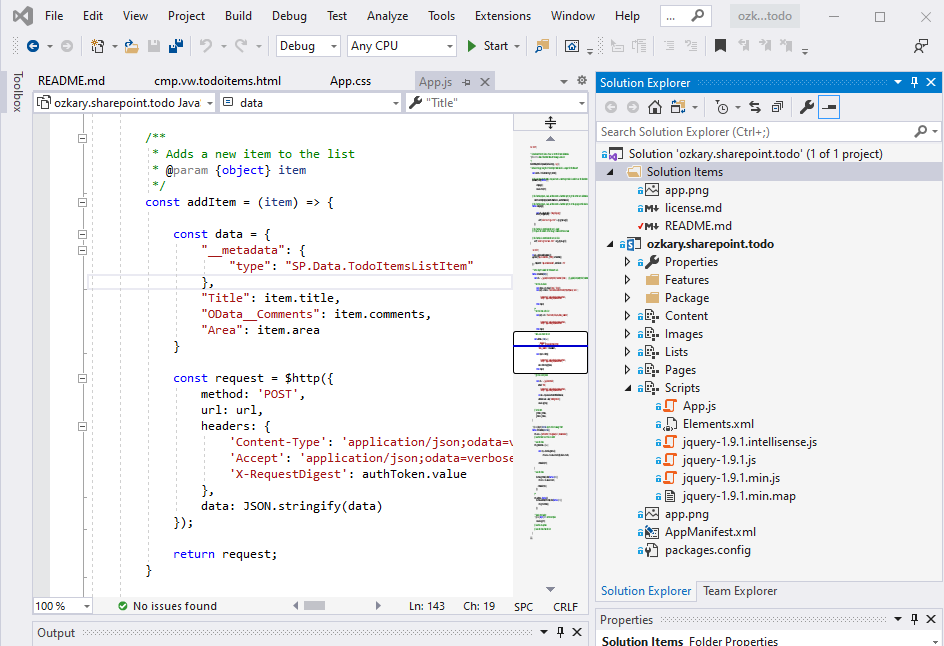 File Edit View Project Build Debug Test Analyze Tools Extensions Window Help ... ozk...todo
Debug Any CPU Start
Toolbox
README.md cmp.vw.todoitems.html App.css App.js
ozkary.sharepoint.todo Java data "Title"
/**
* Adds a new item to the list
* @param {object} item
*/
const addItem = (item) => {
const data = {
"__metadata": {
"type": "SP.Data.TodoItemsListItem"
},
"Title": item.title,
"OData__Comments": item.comments,
"Area": item.area
}
const request = $http({
method: 'POST',
url: url,
headers: {
'Content-Type': 'application/json;odata=v
'Accept': 'application/json;odata=verbose
'X-RequestDigest': authToken.value
},
data: JSON.stringify(data)
});
return request;
}
100 % No issues found Ln: 143 Ch: 19 SPC CRLF
Output
Solution Explorer
Search Solution Explorer (Ctrl+;)
Solution 'ozkary.sharepoint.todo' (1 of 1 project)
Solution Items
app.png
license.md
README.md
ozkary.sharepoint.todo
Properties
Features
Package
Content
Images
Lists
Pages
Scripts
App.js
Elements.xml
jquery-1.9.1.intellisense.js
jquery-1.9.1.js
jquery-1.9.1.min.js
jquery-1.9.1.min.map
app.png
AppManifest.xml
packages.config
Solution Explorer Team Explorer
Properties
Solution Items Folder Properties